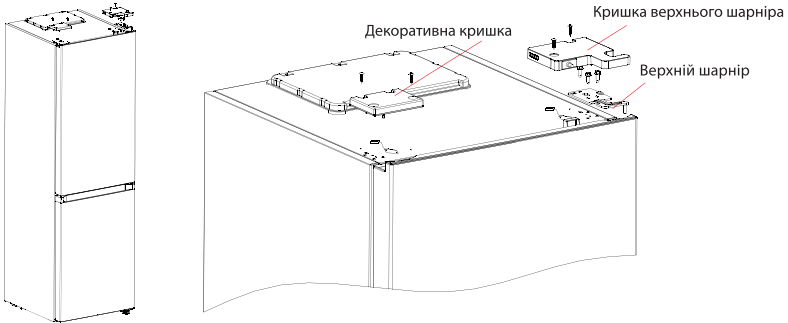 Кришка верхнього шарніра
Декоративна кришка
Верхній шарнір